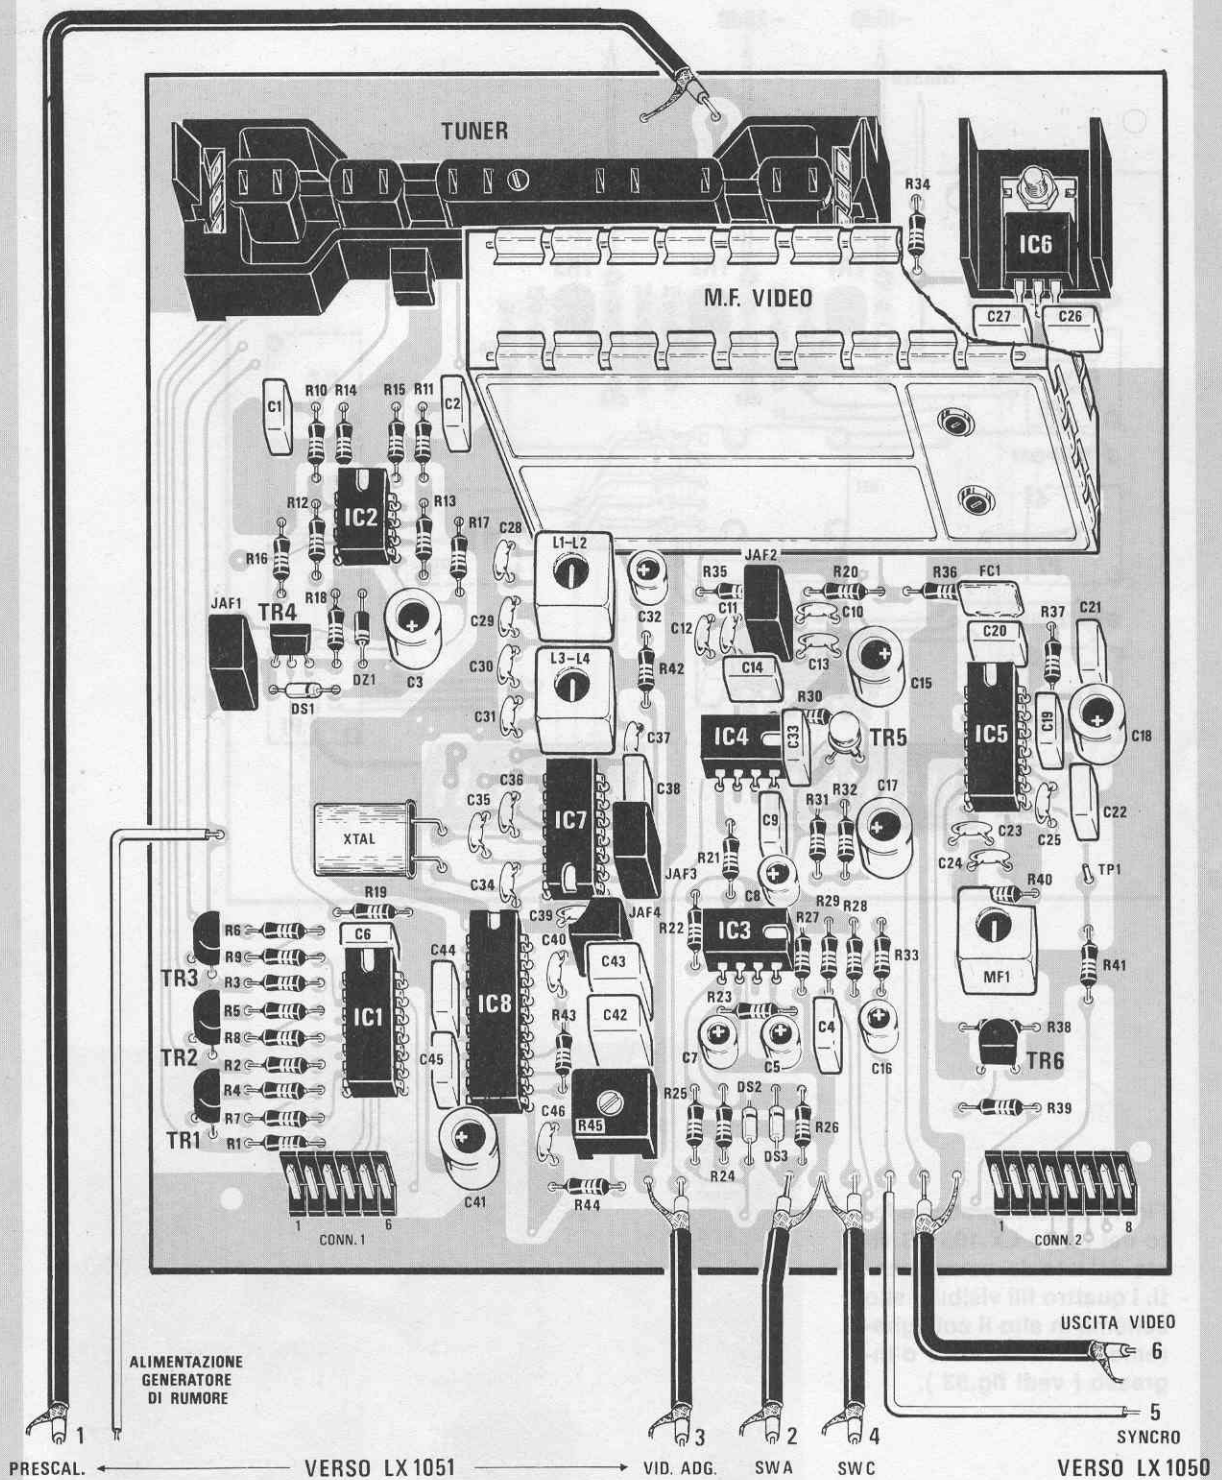 TUNER
R34
IC6
M.F. VIDEO
C27
C26
C1
R10
R14
R15
R11
C2
IC2
R12
R13
R17
C28
R16
L1-L2
JAF2
R35
R20
R36
FC1
C21
JAF1
TR4
R18
C29
C32
C12
C11
C10
R37
C20
C30
L3-L4
R42
C13
C14
DS1
DZ1
C3
C15
C31
R30
C37
IC4
C33
TR5
IC5
C19
C18
C36
C38
C35
R31
R32
C17
XTAL
IC7
C9
C23
C25
C22
R21
C24
TP1
C34
JAF3
C8
R40
R19
C39
JAF4
R22
R29
R28
R27
R6
C6
C40
IC3
R33
R9
C44
C43
MF1
R41
TR3
R3
R5
IC1
IC8
R43
C42
R23
C4
R38
R8
C7
C5
C16
TR2
C45
TR6
R2
R4
R25
DS2
R7
R45
R39
C46
R26
TR1
R1
DS3
R24
C41
R44
1
6
CONN.1
1
8
CONN.2
USCITA VIDEO
6
ALIMENTAZIONE
GENERATORE
DI RUMORE
5
SYNCRO
1
3
2
4
PRESCAL.
VERSO LX 1051
VID. ADG.
SWA
SWC
VERSO LX 1050